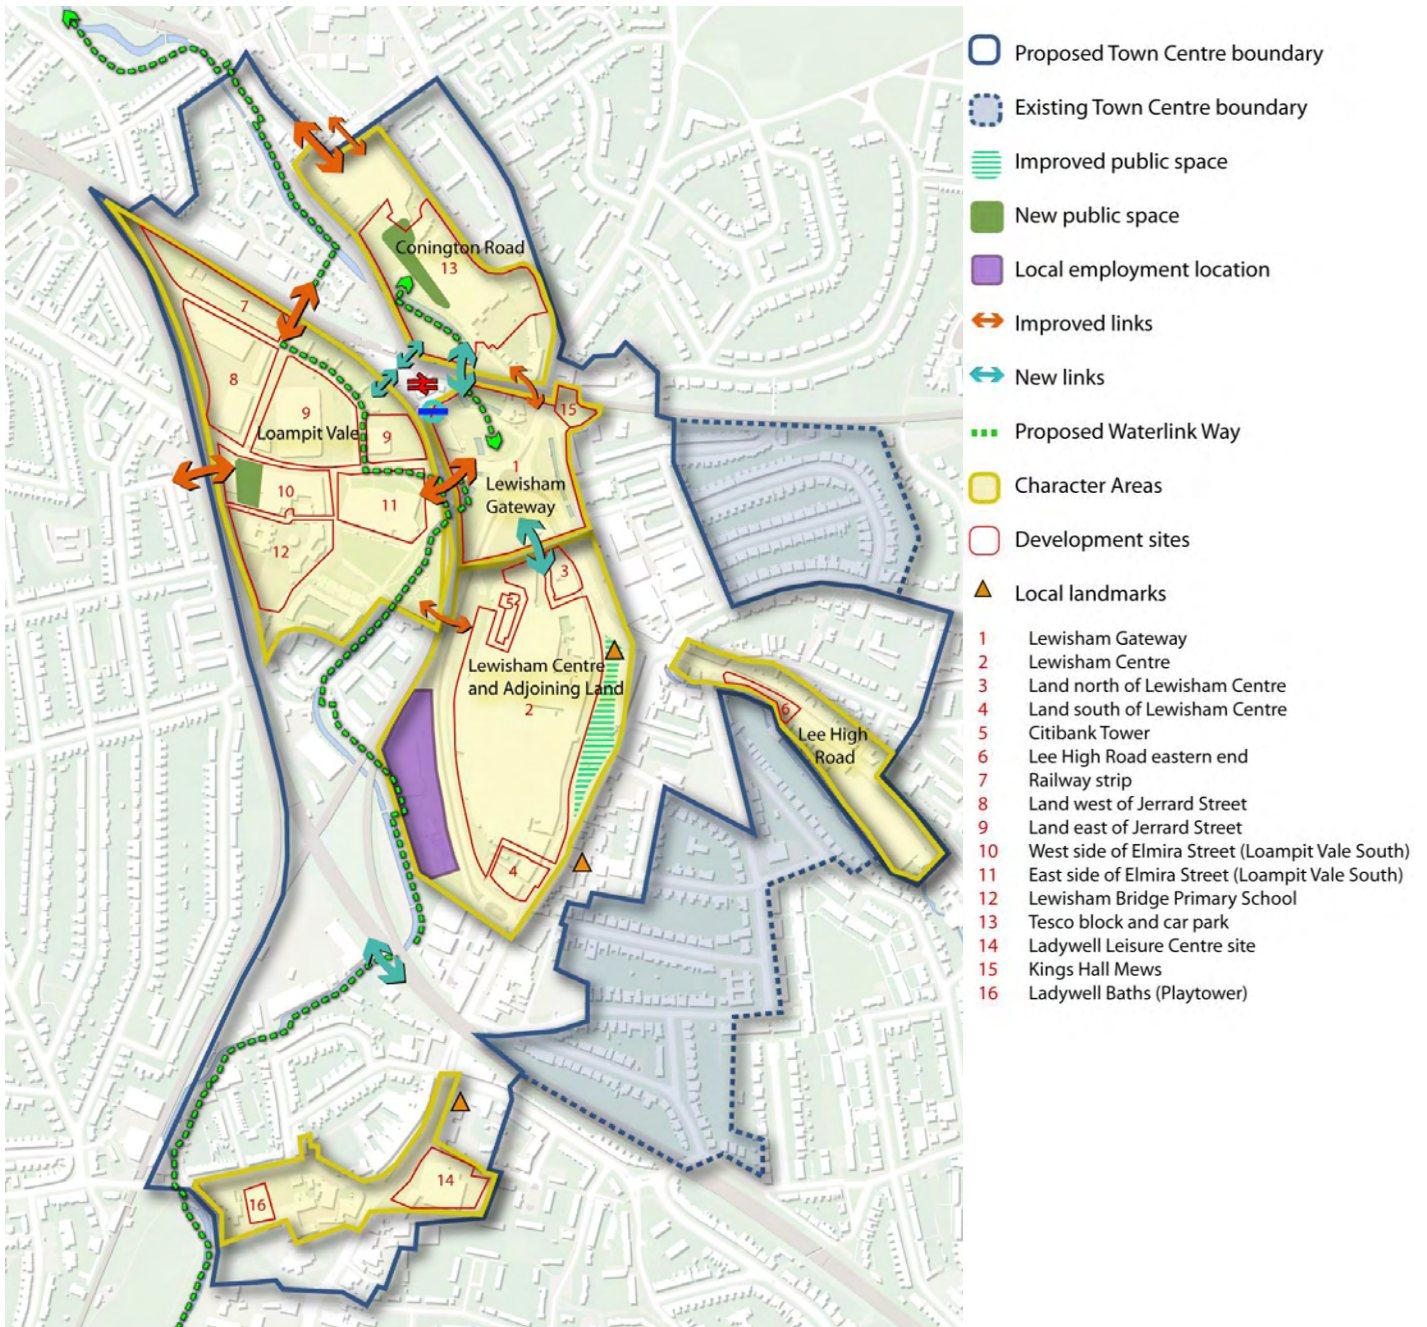 Conington Road
13
7
8
9
Loampit Vale
9
15
1
Lewisham
Gateway
10
11
12
3
5
Lewisham Centre
and Adjoining Land
2
6
Lee High
Road
4
14
16
Proposed Town Centre boundary
Existing Town Centre boundary
Improved public space
New public space
Local employment location
Improved links
New links
Proposed Waterlink Way
Character Areas
Development sites
Local landmarks
1 Lewisham Gateway
2 Lewisham Centre
3 Land north of Lewisham Centre
4 Land south of Lewisham Centre
5 Citibank Tower
6 Lee High Road eastern end
7 Railway strip
8 Land west of Jerrard Street
9 Land east of Jerrard Street
10 West side of Elmira Street (Loampit Vale South)
11 East side of Elmira Street (Loampit Vale South)
12 Lewisham Bridge Primary School
13 Tesco block and car park
14 Ladywell Leisure Centre site
15 Kings Hall Mews
16 Ladywell Baths (Playtower)